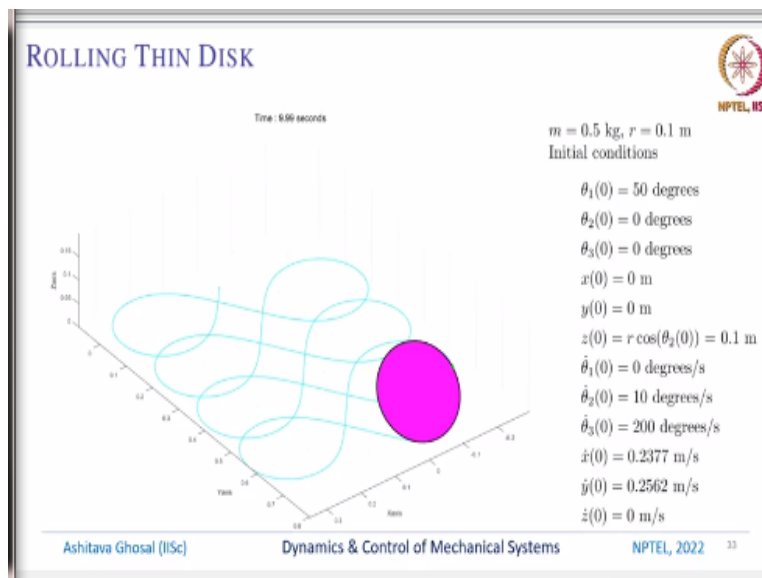 ROLLING THIN DISK
NPTEL, IIS
Time : 9.99 seconds
m = 0.5 kg, r = 0.1 m
Initial conditions
θ₁(0) = 50 degrees
θ₂(0) = 0 degrees
θ₃(0) = 0 degrees
x(0) = 0 m
y(0) = 0 m
z(0) = r cos(θ₂(0)) = 0.1 m
θ̇₁(0) = 0 degrees/s
θ̇₂(0) = 10 degrees/s
θ̇₃(0) = 200 degrees/s
ẋ(0) = 0.2377 m/s
ẏ(0) = 0.2562 m/s
ż(0) = 0 m/s
Ashitava Ghosal (IISc) Dynamics & Control of Mechanical Systems NPTEL, 2022 33